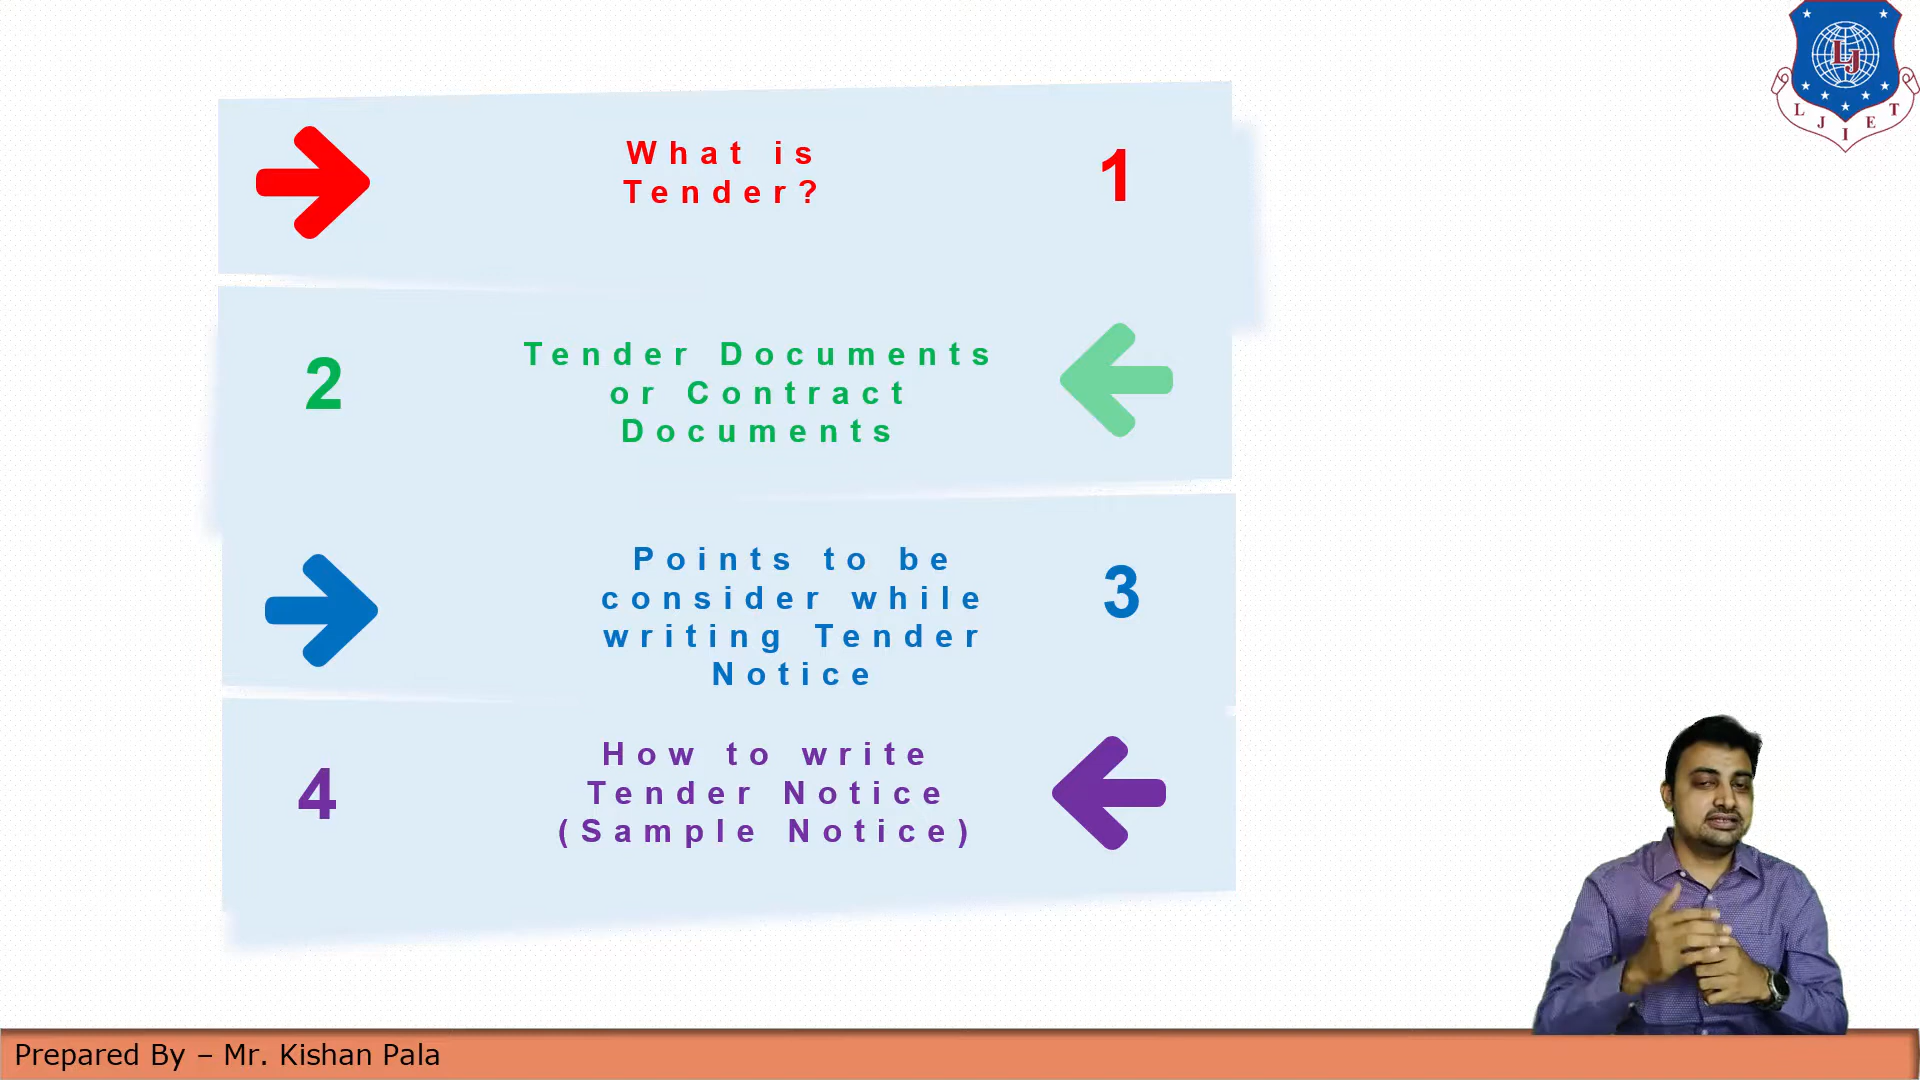 What is
Tender?
1
2
Tender Documents
or Contract
Documents
Points to be
consider while
writing Tender
Notice
3
4
How to write
Tender Notice
(Sample Notice)
LJ
LJIET
Prepared By – Mr. Kishan Pala